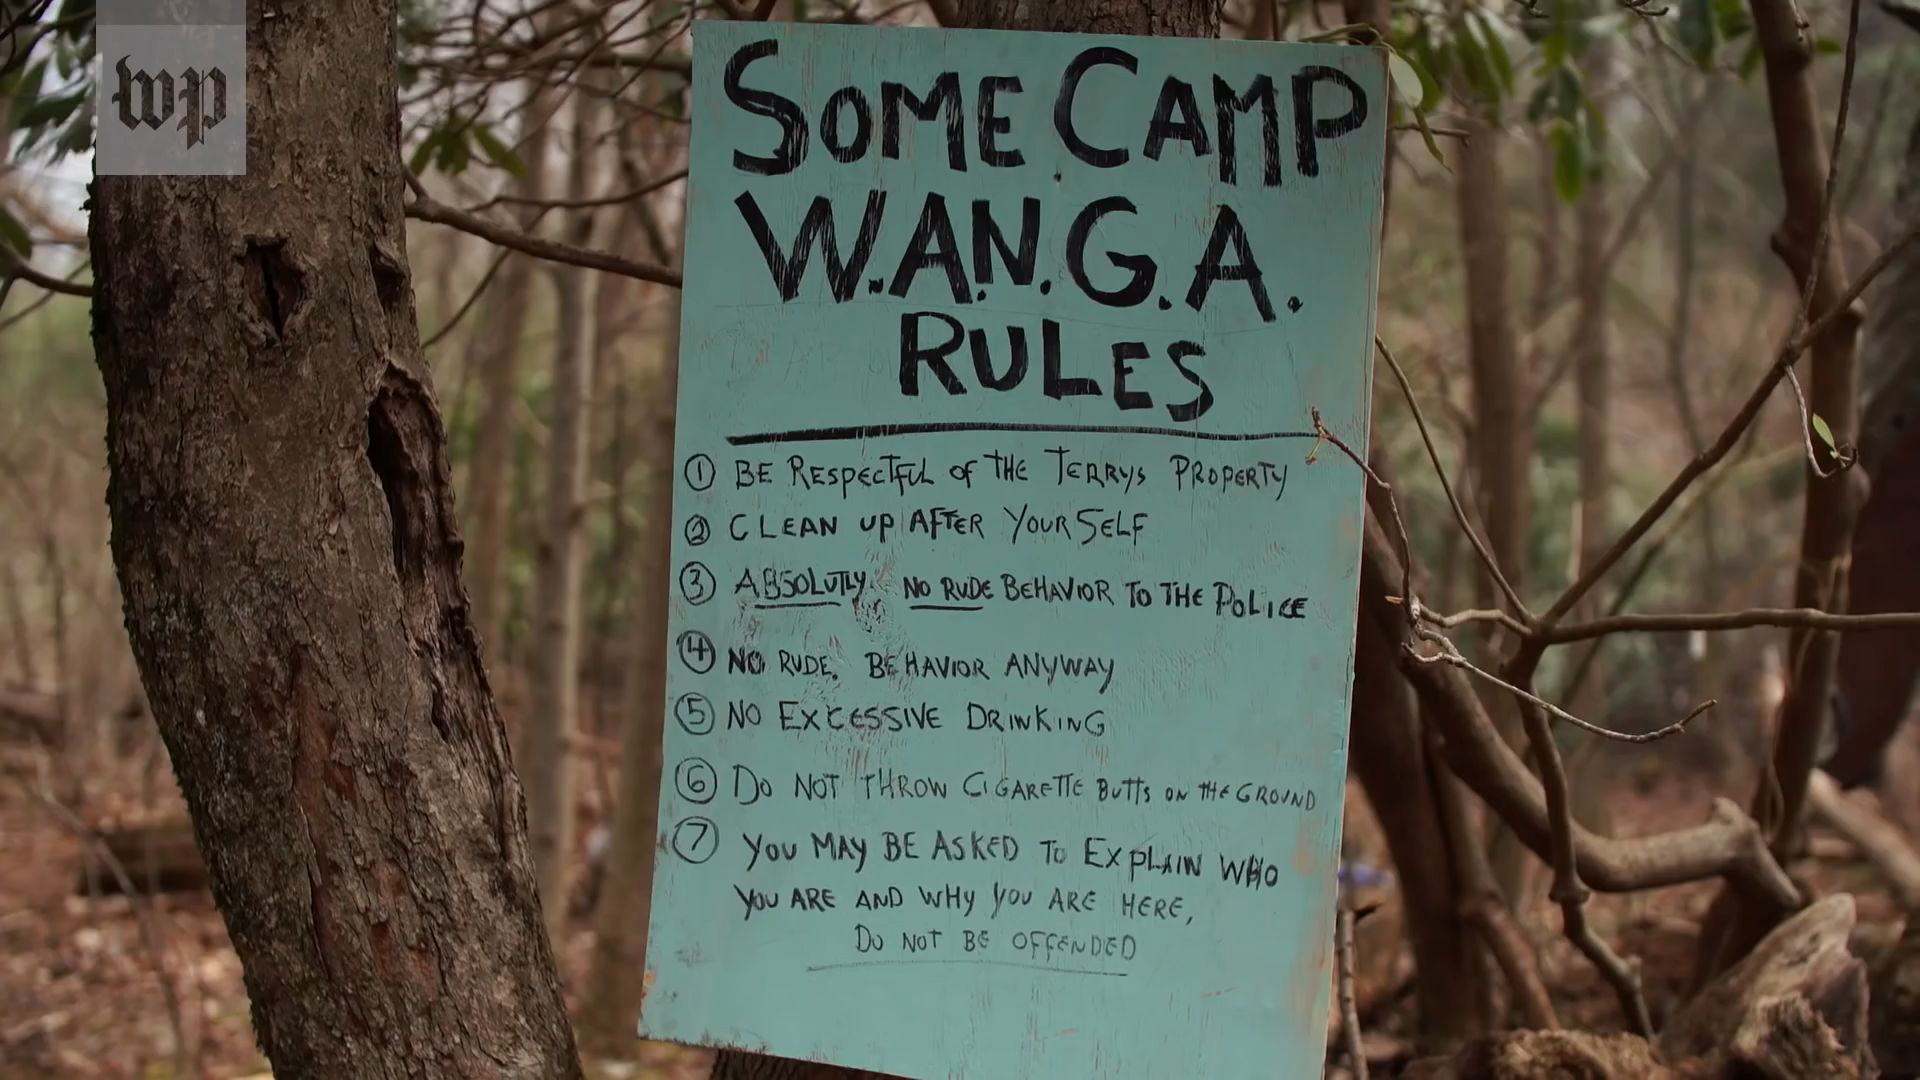 wp
SOME CAMP
W.A.N.G.A.
RULES
1 BE RESPECTFUL OF THE TERRYS PROPERTY
2 CLEAN UP AFTER YOURSELF
3 ABSOLUTLY NO RUDE BEHAVIOR TO THE POLICE
4 NO RUDE BEHAVIOR ANYWAY
5 NO EXCESSIVE DRINKING
6 DO NOT THROW CIGARETTE BUTTS ON THE GROUND
7 YOU MAY BE ASKED TO EXPLAIN WHO
YOU ARE AND WHY YOU ARE HERE,
DO NOT BE OFFENDED